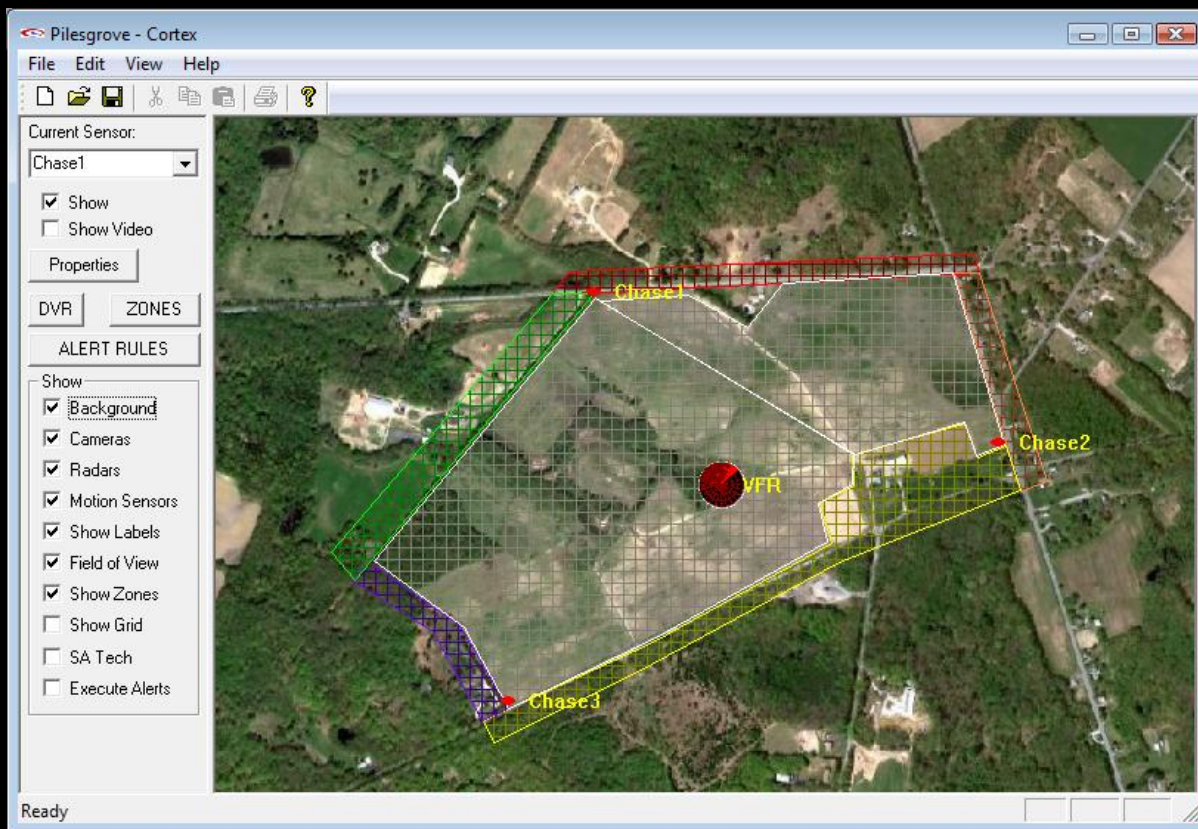 Pilesgrove - Cortex
File Edit View Help
Current Sensor:
Chase1
Show
Show Video
Properties
DVR ZONES
ALERT RULES
Show
Background
Cameras
Radars
Motion Sensors
Show Labels
Field of View
Show Zones
Show Grid
SA Tech
Execute Alerts
Chase1
Chase2
VFR
Chase3
Ready